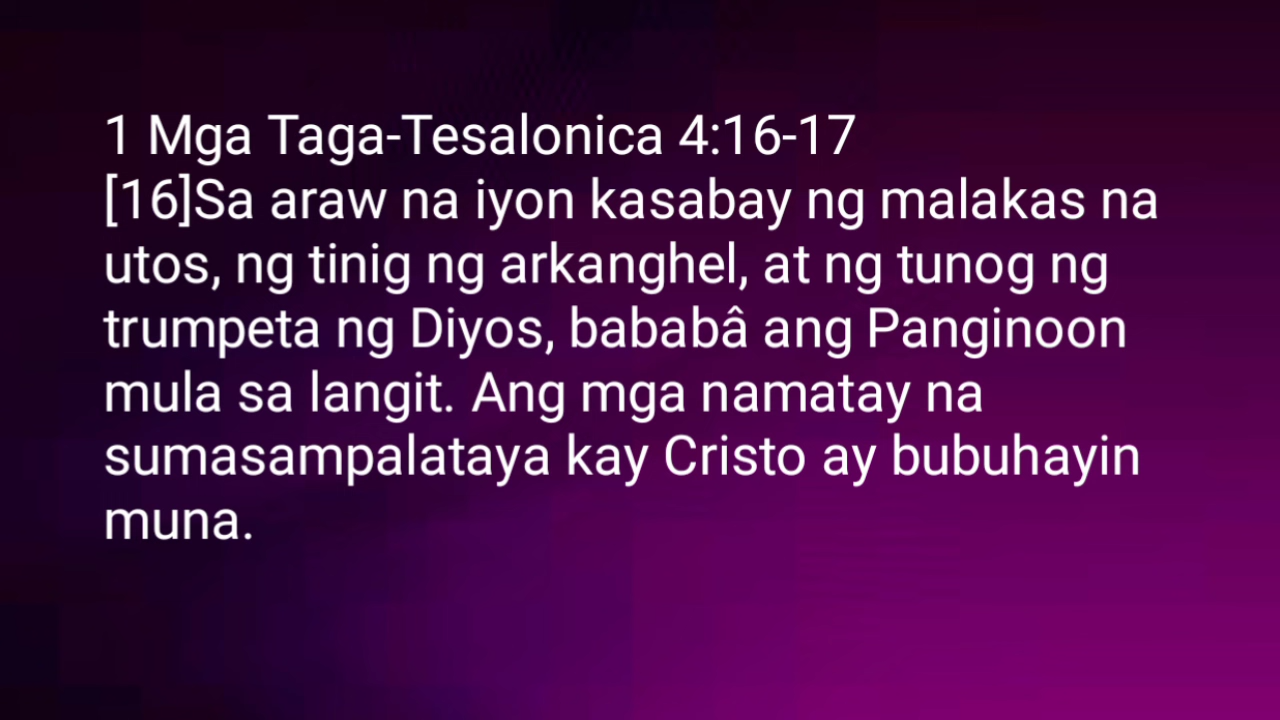 1 Mga Taga-Tesalonica 4:16-17
[16]Sa araw na iyon kasabay ng malakas na
utos, ng tinig ng arkanghel, at ng tunog ng
trumpeta ng Diyos, bababâ ang Panginoon
mula sa langit. Ang mga namatay na
sumasampalataya kay Cristo ay bubuhayin
muna.